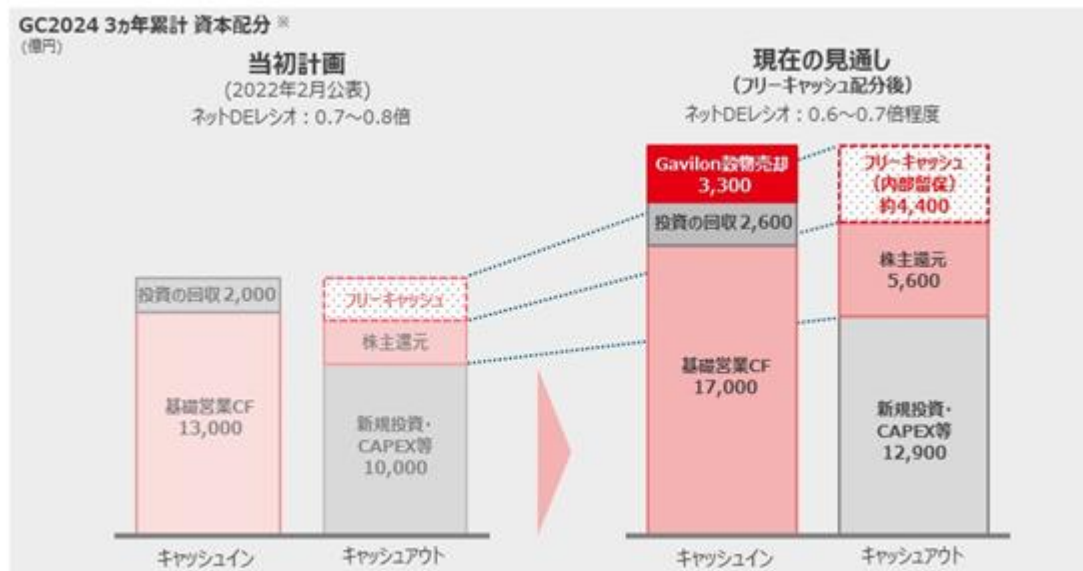 GC2024 3ヵ年累計 資本配分 ※
(億円)
当初計画
(2022年2月公表)
ネットDEレシオ：0.7～0.8倍
投資の回収 2,000
基礎営業CF
13,000
キャッシュイン
フリーキャッシュ
株主還元
新規投資・
CAPEX等
10,000
キャッシュアウト
現在の見通し
(フリーキャッシュ配分後)
ネットDEレシオ：0.6～0.7倍程度
Gavilon穀物売却
3,300
投資の回収 2,600
基礎営業CF
17,000
キャッシュイン
フリーキャッシュ
(内部留保)
約4,400
株主還元
5,600
新規投資・
CAPEX等
12,900
キャッシュアウト